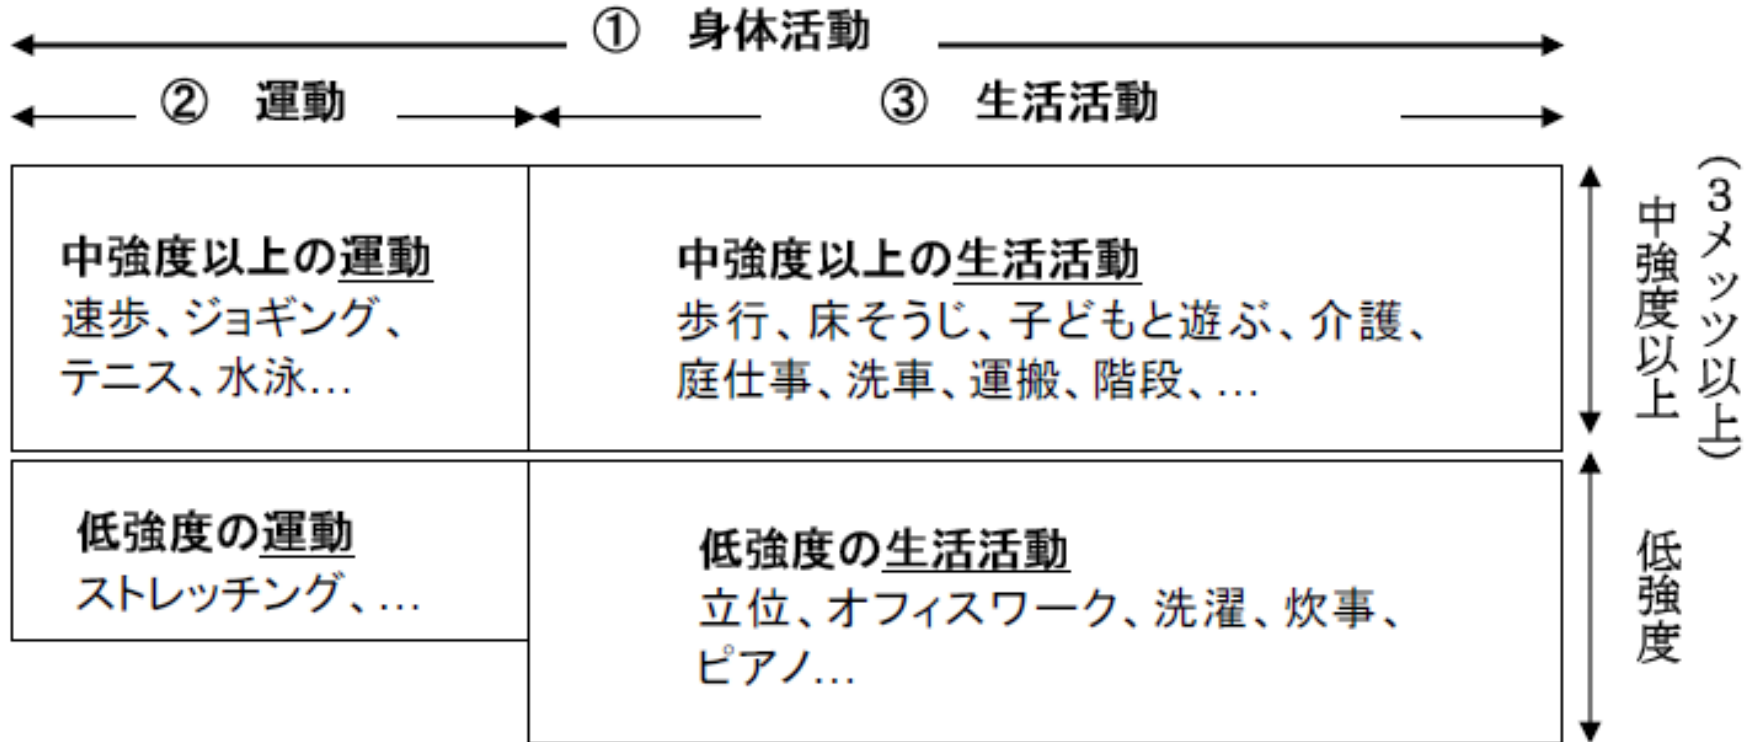 ① 身体活動
② 運動
③ 生活活動
中強度以上の運動
速歩、ジョギング、
テニス、水泳…
中強度以上の生活活動
歩行、床そうじ、子どもと遊ぶ、介護、
庭仕事、洗車、運搬、階段、…
中強度以上
(3メッツ以上)
低強度の運動
ストレッチング、…
低強度の生活活動
立位、オフィスワーク、洗濯、炊事、
ピアノ…
低強度